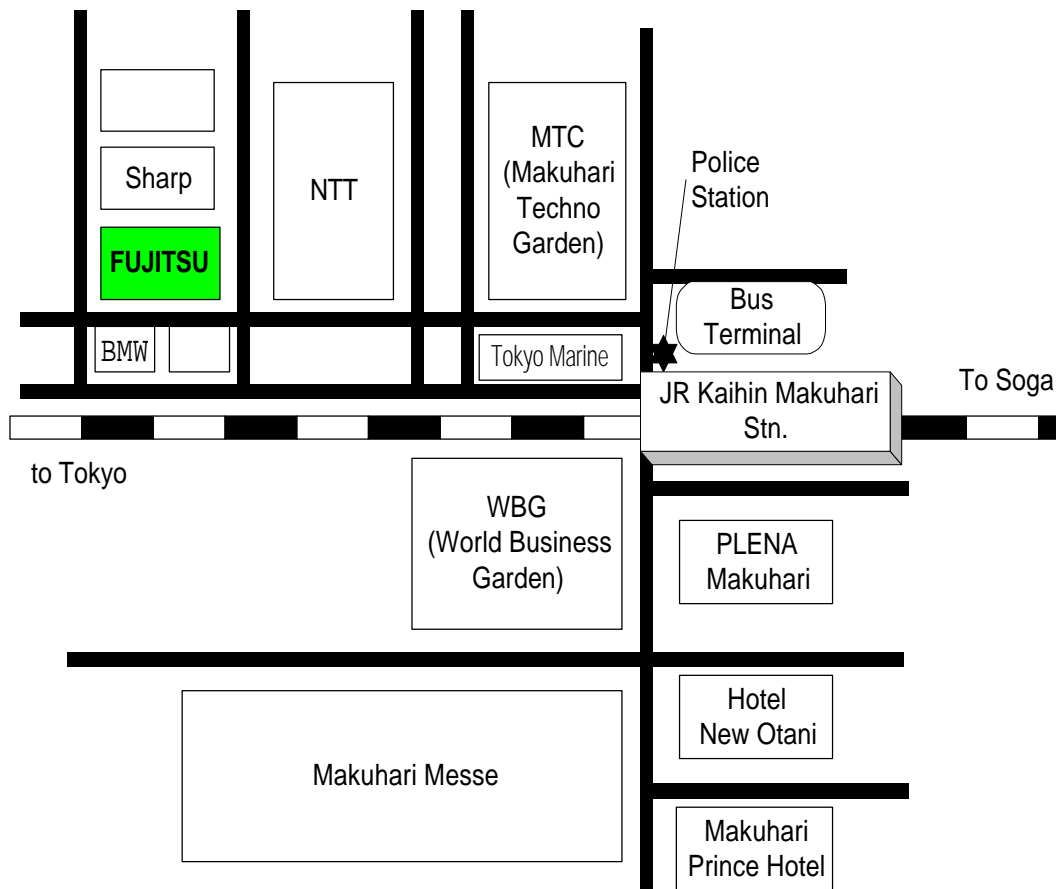 MTC
(Makuhari
Techno
Garden)
Police
Station
Sharp
NTT
FUJITSU
Bus
Terminal
BMW
Tokyo Marine
JR Kaihin Makuhari
Stn.
To Soga
to Tokyo
WBG
(World Business
Garden)
PLENA
Makuhari
Hotel
New Otani
Makuhari Messe
Makuhari
Prince Hotel